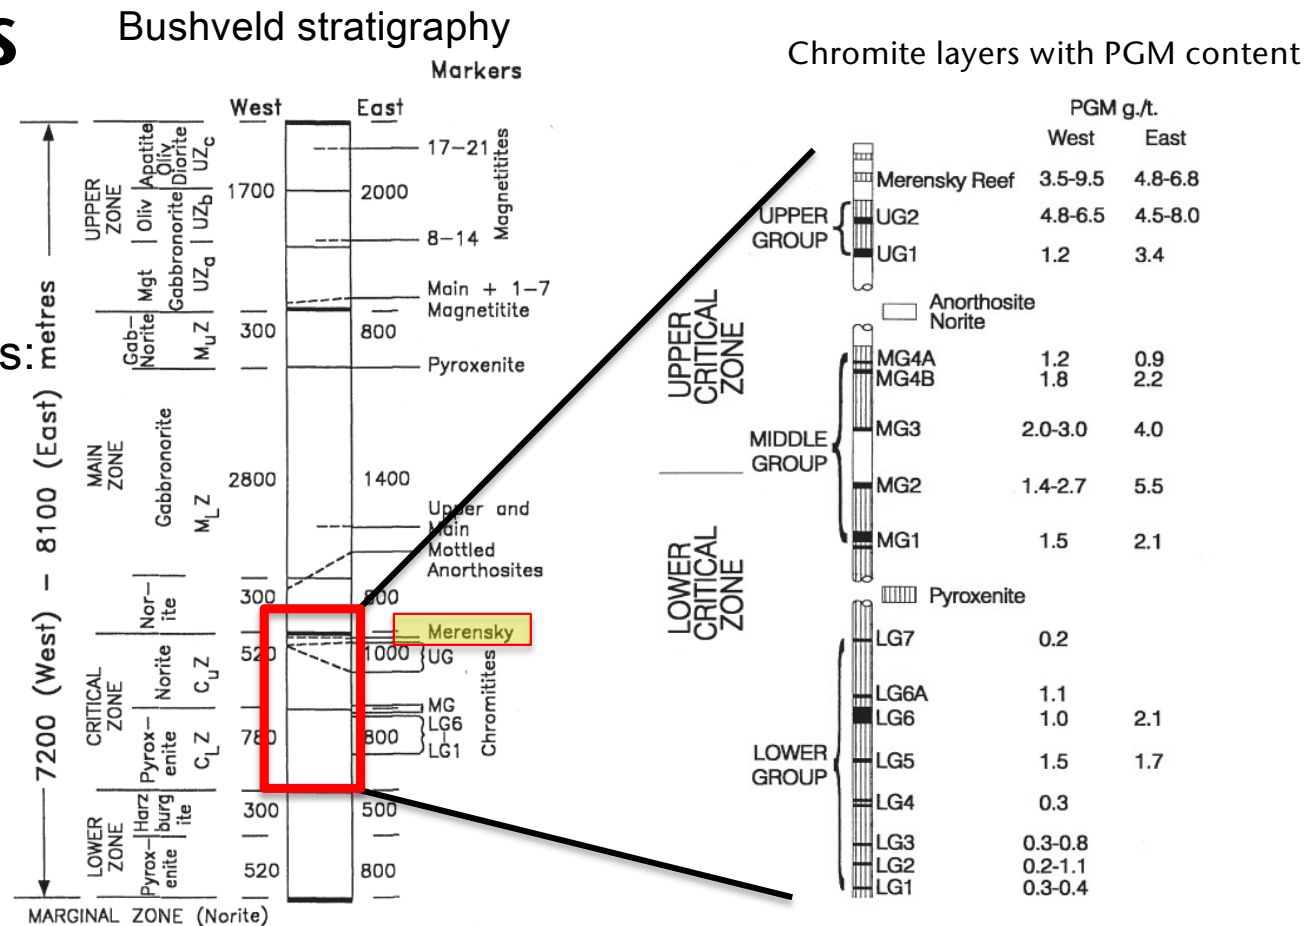 s
Bushveld stratigraphy
Chromite layers with PGM content
Markers
West East
UPPER ZONE
Apatite Oliv Diorite UZc
Oliv Gabbronorite UZb
Mgt UZa
1700 2000
17-21
8-14
Magnetitites
Main + 1-7
Magnetitite
s:
7200 (West) - 8100 (East) metres
Gab-
Norite
MuZ
300 800
Pyroxenite
MAIN ZONE
Gabbronorite
MLZ
2800 1400
Upper and
Main
Mottled
Anorthosites
Nor-
ite
300 800
Merensky
CRITICAL ZONE
Norite CuZ
520 1000
UG
MG
LG6
LG1
Chromitites
Pyrox-
enite
CLZ
780 800
LOWER ZONE
Harz
burg
ite
300 500
Pyrox-
enite
520 800
MARGINAL ZONE (Norite)
PGM g./t.
West East
Merensky Reef 3.5-9.5 4.8-6.8
UPPER GROUP
UG2 4.8-6.5 4.5-8.0
UG1 1.2 3.4
Anorthosite
Norite
UPPER CRITICAL ZONE
MIDDLE GROUP
MG4A 1.2 0.9
MG4B 1.8 2.2
MG3 2.0-3.0 4.0
MG2 1.4-2.7 5.5
MG1 1.5 2.1
LOWER CRITICAL ZONE
Pyroxenite
LOWER GROUP
LG7 0.2
LG6A 1.1
LG6 1.0 2.1
LG5 1.5 1.7
LG4 0.3
LG3 0.3-0.8
LG2 0.2-1.1
LG1 0.3-0.4